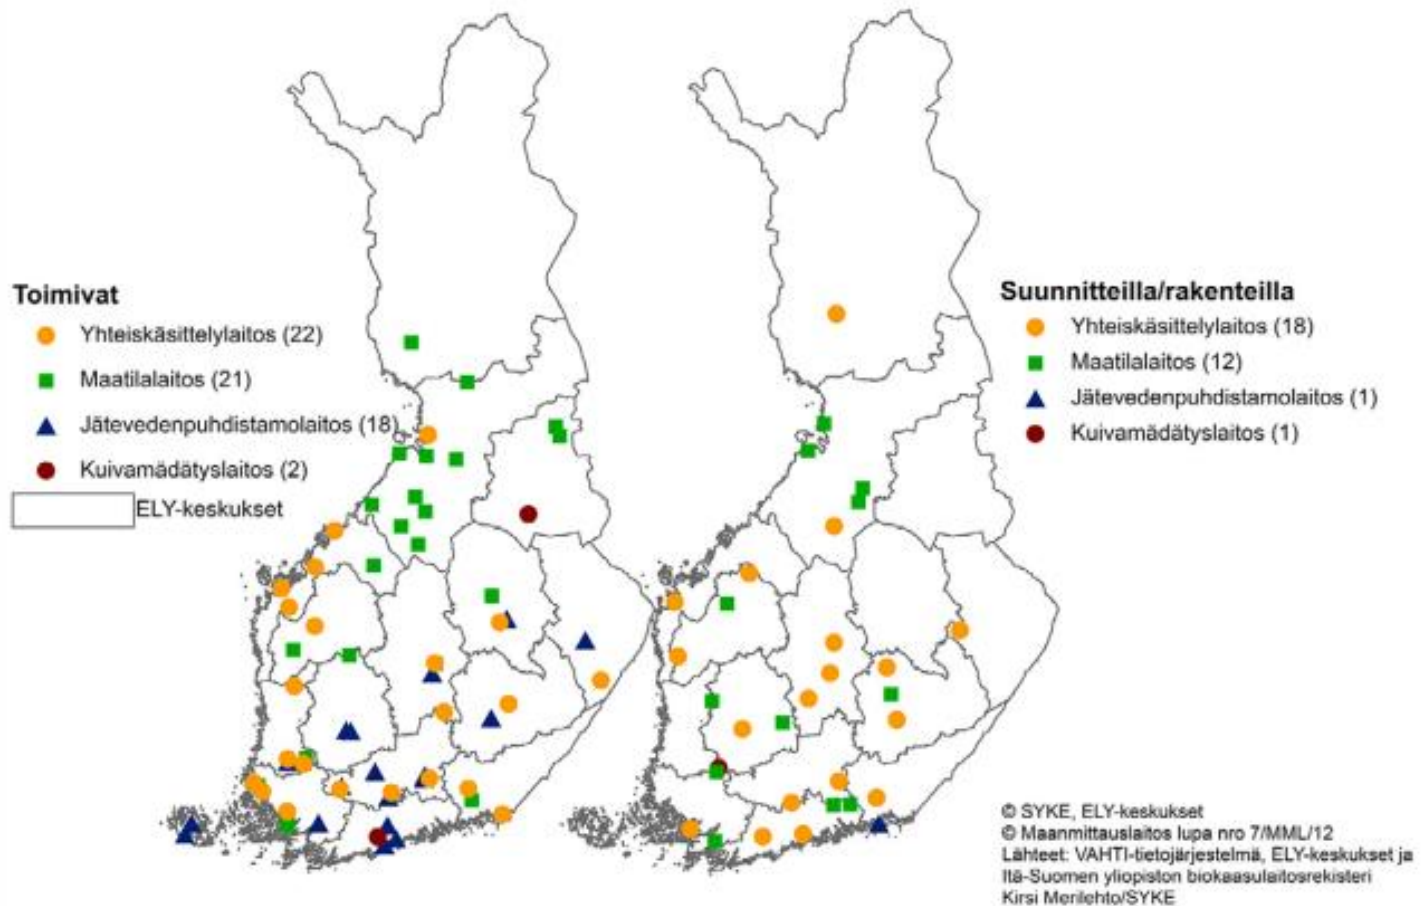 Toimivat
Yhteiskäsittelylaitos (22)
Maatilalaitos (21)
Jätevedenpuhdistamolaitos (18)
Kuivamädätyslaitos (2)
ELY-keskukset
Suunnitteilla/rakenteilla
Yhteiskäsittelylaitos (18)
Maatilalaitos (12)
Jätevedenpuhdistamolaitos (1)
Kuivamädätyslaitos (1)
© SYKE, ELY-keskukset
© Maanmittauslaitos lupa nro 7/MML/12
Lähteet: VAHTI-tietojärjestelmä, ELY-keskukset ja
Itä-Suomen yliopiston biokaasulaitosrekisteri
Kirsi Merilehto/SYKE